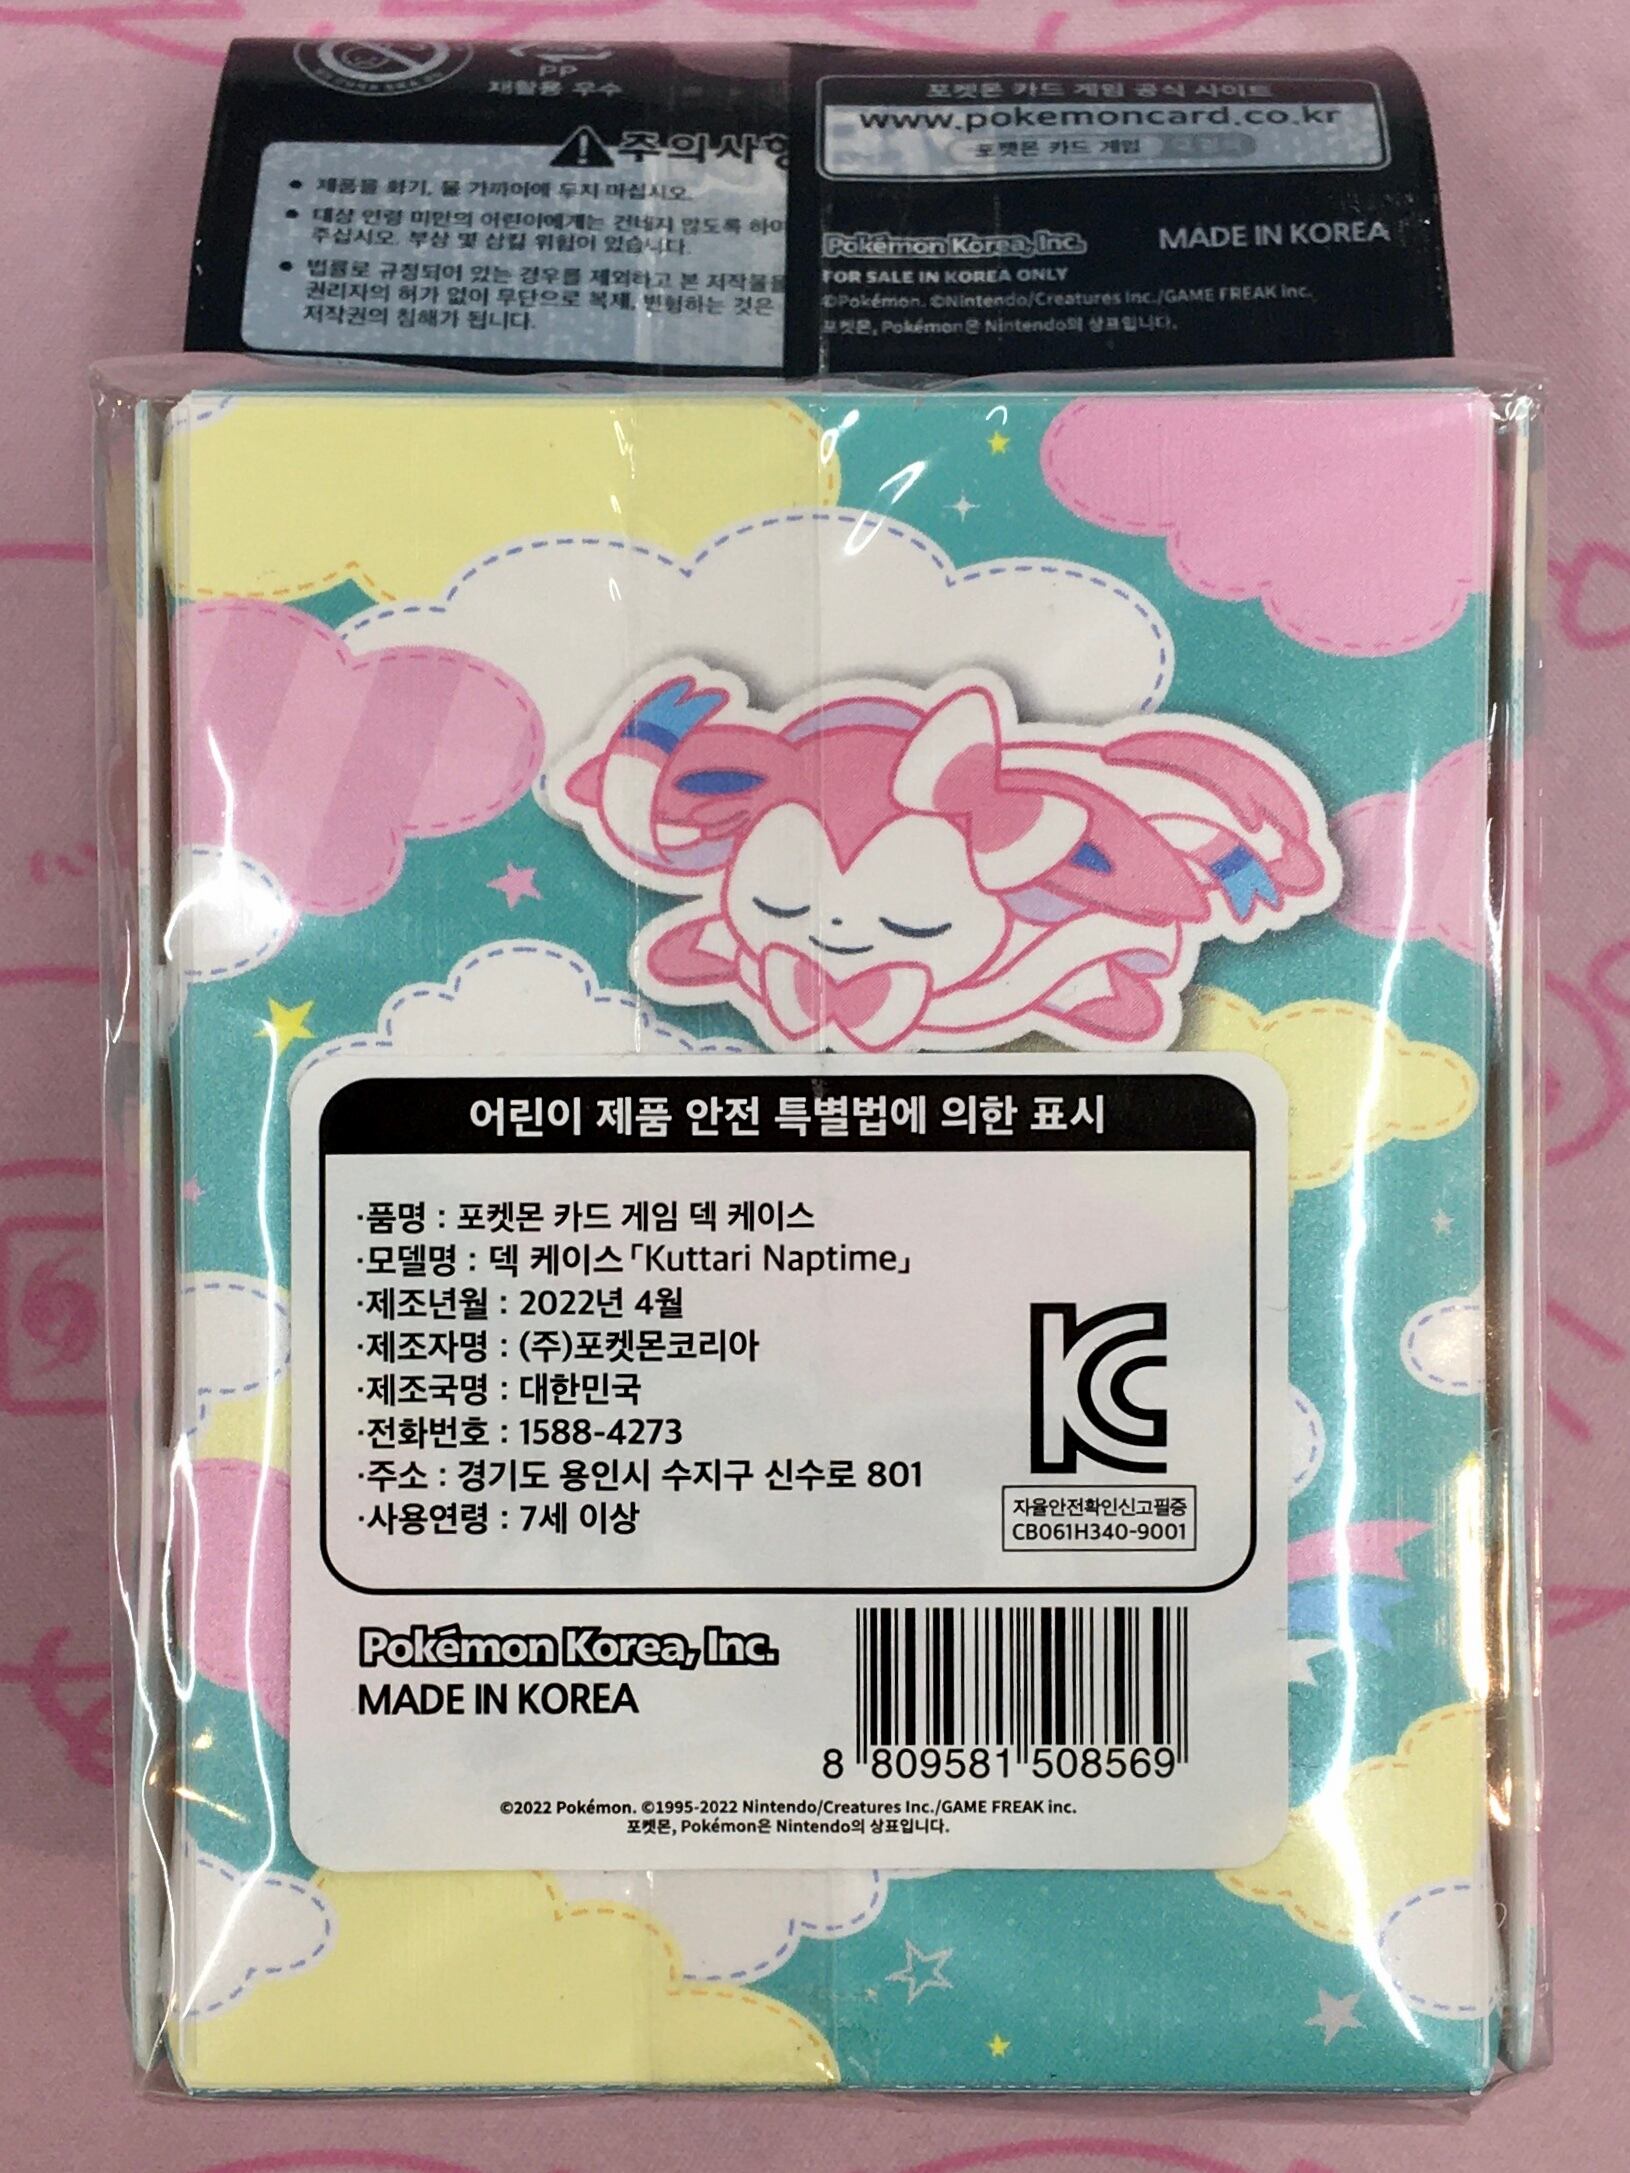 PP
재활용 우수
주의사항
• 제품을 화기, 물 가까이에 두지 마십시오.
• 대상 연령 미만의 어린이에게는 건네지 않도록 하여
주십시오. 부상 및 삼킬 위험이 있습니다.
• 법률로 규정되어 있는 경우를 제외하고 본 저작물을
권리자의 허가 없이 무단으로 복제, 변형하는 것은
저작권의 침해가 됩니다.
포켓몬 카드 게임 공식 사이트
www.pokemoncard.co.kr
포켓몬 카드 게임
Pokémon Korea, Inc.
MADE IN KOREA
FOR SALE IN KOREA ONLY
©Pokémon. ©Nintendo/Creatures Inc./GAME FREAK inc.
포켓몬, Pokémon은 Nintendo의 상표입니다.
어린이 제품 안전 특별법에 의한 표시
·품명 : 포켓몬 카드 게임 덱 케이스
·모델명 : 덱 케이스「Kuttari Naptime」
·제조년월 : 2022년 4월
·제조자명 : (주)포켓몬코리아
·제조국명 : 대한민국
·전화번호 : 1588-4273
·주소 : 경기도 용인시 수지구 신수로 801
·사용연령 : 7세 이상
KC
자율안전확인신고필증
CB061H340-9001
Pokémon Korea, Inc.
MADE IN KOREA
8 809581 508569
©2022 Pokémon. ©1995-2022 Nintendo/Creatures Inc./GAME FREAK inc.
포켓몬, Pokémon은 Nintendo의 상표입니다.